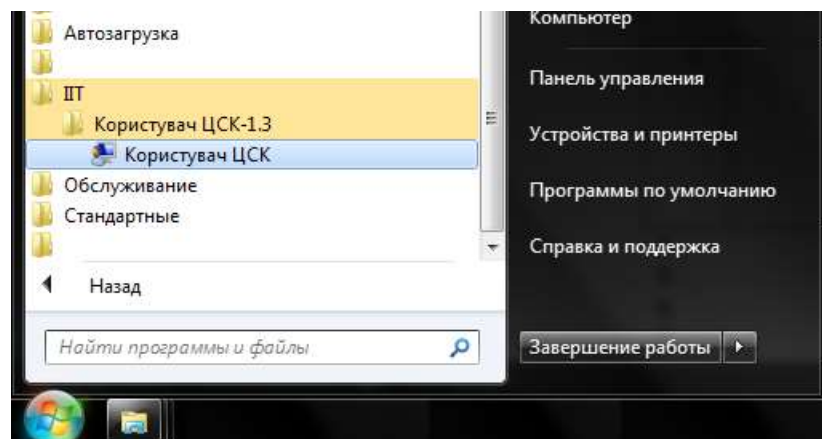 Автозагрузка
ІІТ
Користувач ЦСК-1.3
Користувач ЦСК
Обслуживание
Стандартные
Назад
Найти программы и файлы
Компьютер
Панель управления
Устройства и принтеры
Программы по умолчанию
Справка и поддержка
Завершение работы